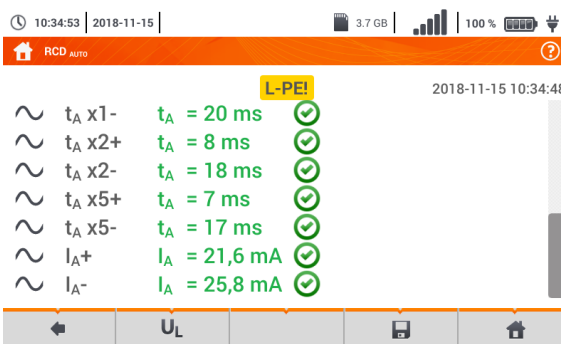 10:34:53 2018-11-15 3.7 GB 100 %
RCD AUTO ?
L-PE! 2018-11-15 10:34:48
tA x1- tA = 20 ms
tA x2+ tA = 8 ms
tA x2- tA = 18 ms
tA x5+ tA = 7 ms
tA x5- tA = 17 ms
IA+ IA = 21,6 mA
IA- IA = 25,8 mA
UL